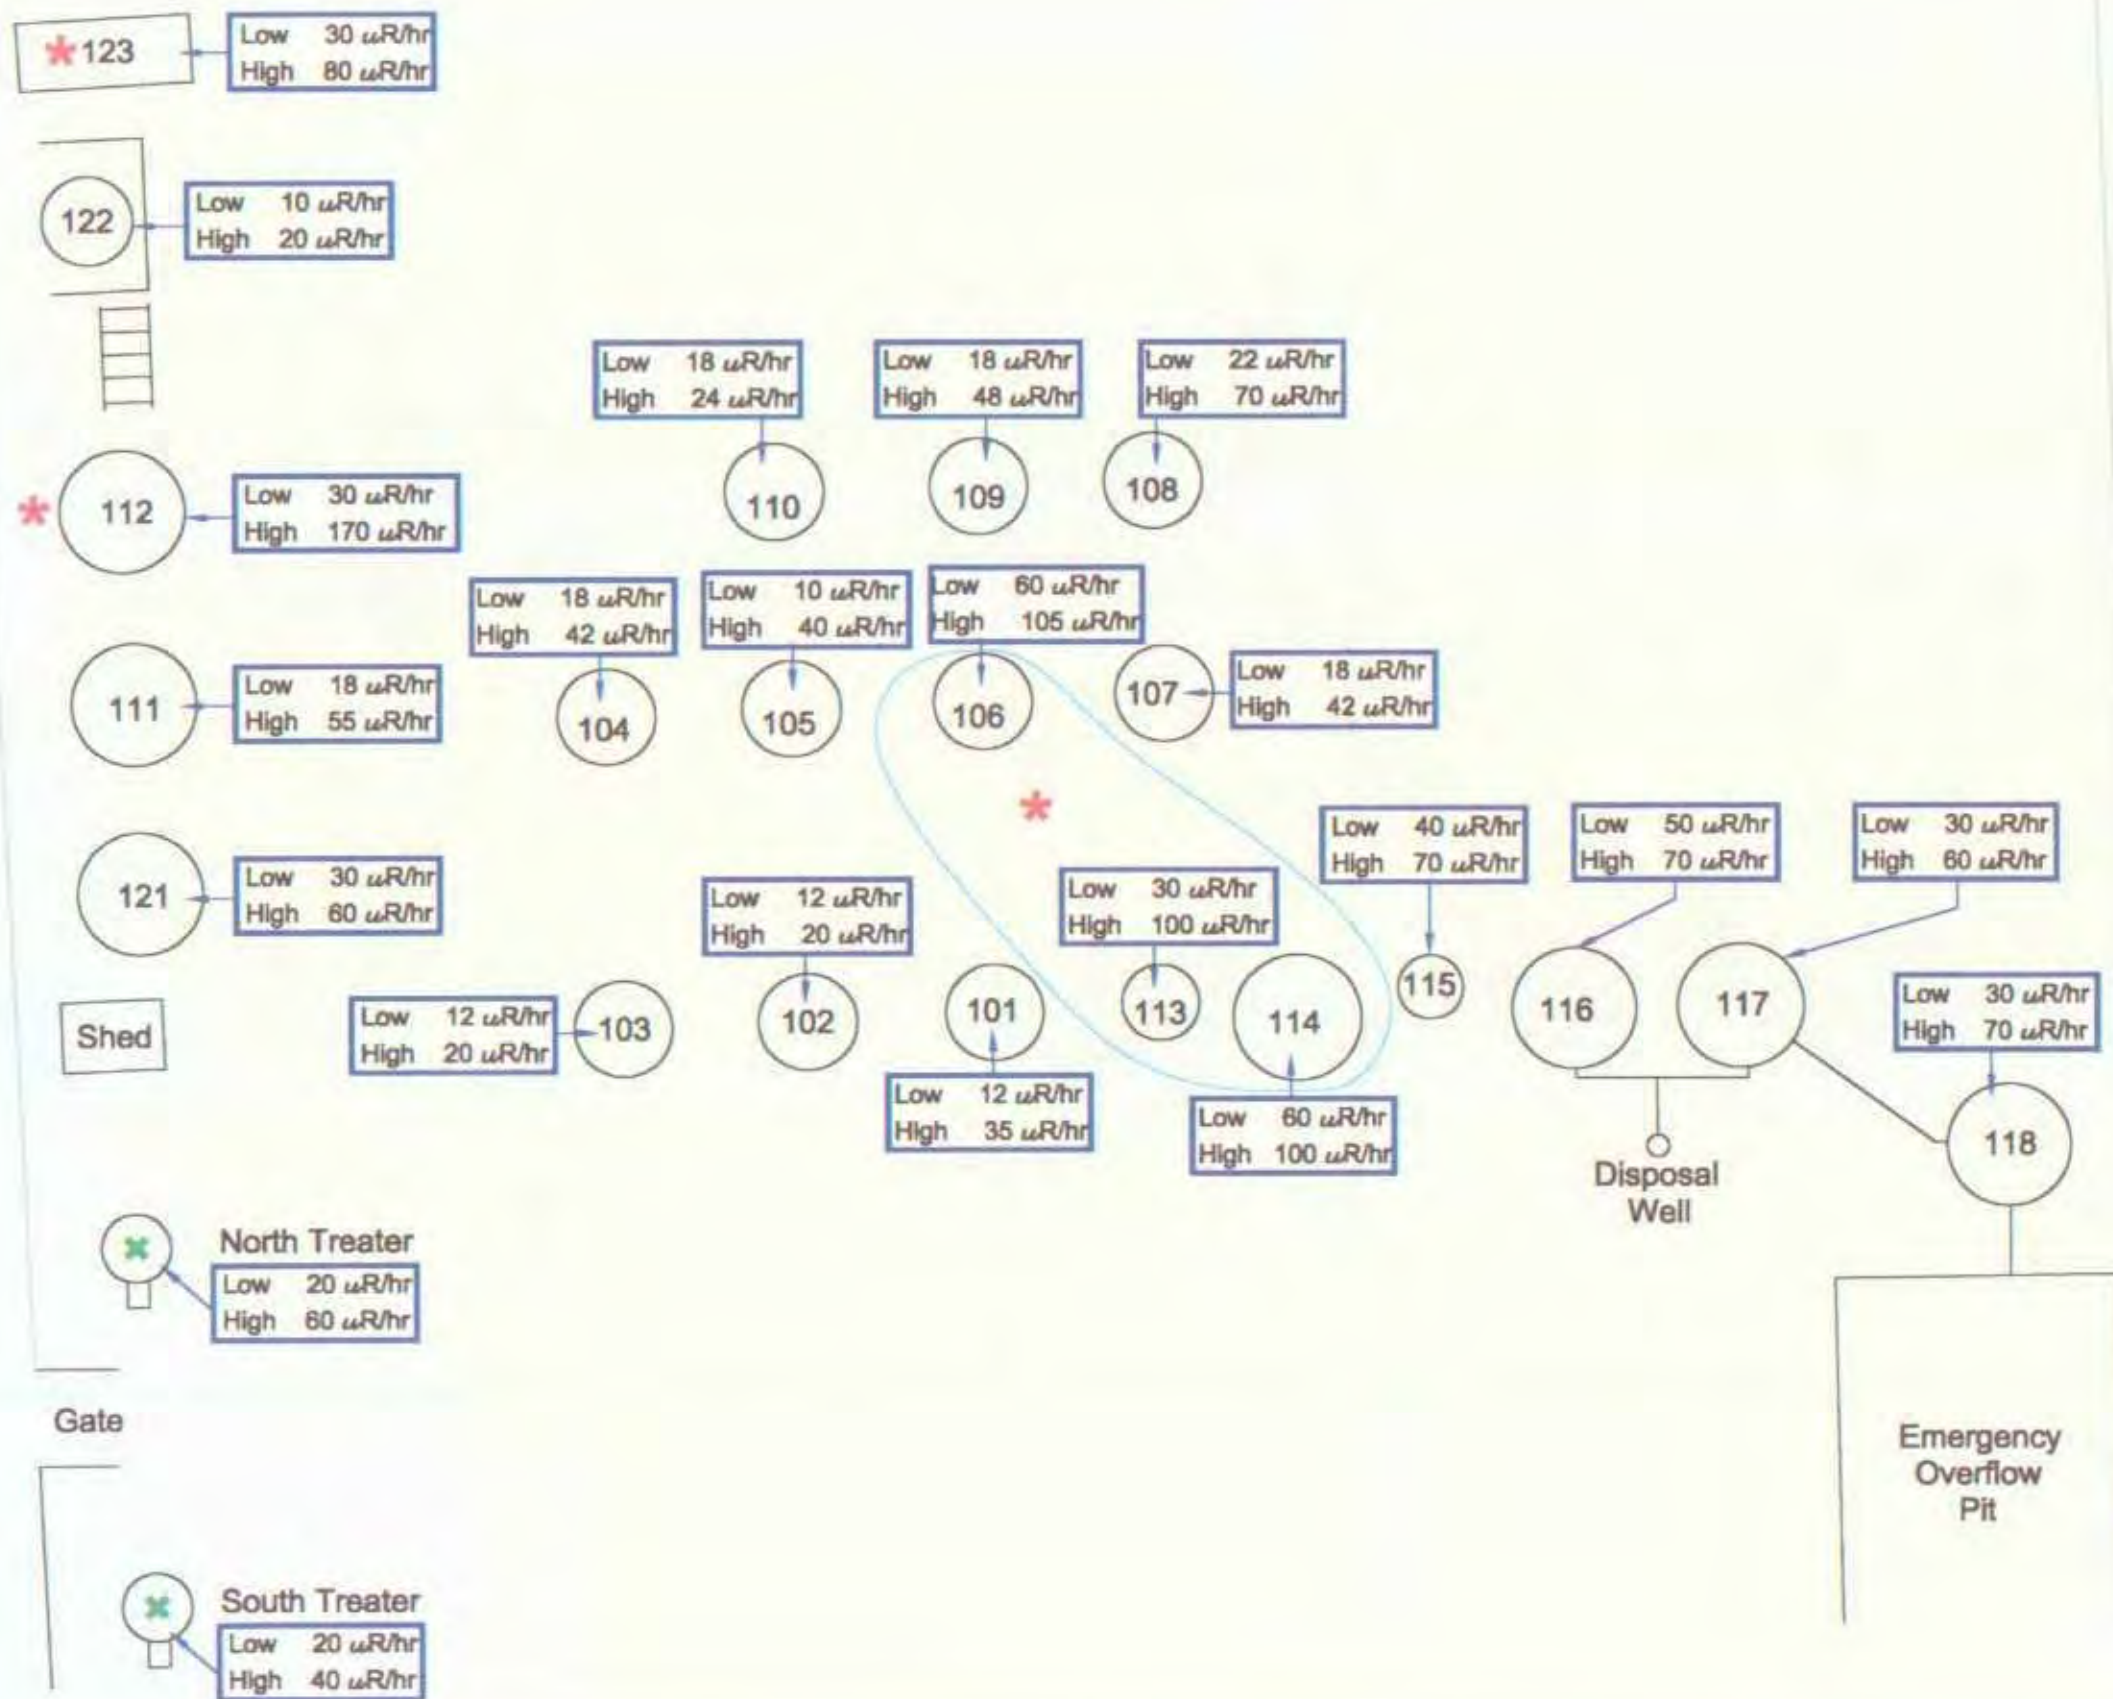 *123
Low 30 uR/hr
High 80 uR/hr
122
Low 10 uR/hr
High 20 uR/hr
Low 18 uR/hr
High 24 uR/hr
110
Low 18 uR/hr
High 48 uR/hr
109
Low 22 uR/hr
High 70 uR/hr
108
* 112
Low 30 uR/hr
High 170 uR/hr
Low 18 uR/hr
High 42 uR/hr
104
Low 10 uR/hr
High 40 uR/hr
105
Low 60 uR/hr
High 105 uR/hr
106
107
Low 18 uR/hr
High 42 uR/hr
111
Low 18 uR/hr
High 55 uR/hr
*
121
Low 30 uR/hr
High 60 uR/hr
Low 12 uR/hr
High 20 uR/hr
102
Low 30 uR/hr
High 100 uR/hr
113
Low 40 uR/hr
High 70 uR/hr
115
Low 50 uR/hr
High 70 uR/hr
116
Low 30 uR/hr
High 60 uR/hr
117
Shed
Low 12 uR/hr
High 20 uR/hr
103
101
Low 12 uR/hr
High 35 uR/hr
114
Low 60 uR/hr
High 100 uR/hr
Low 30 uR/hr
High 70 uR/hr
118
Disposal
Well
North Treater
Low 20 uR/hr
High 60 uR/hr
Gate
Emergency
Overflow
Pit
South Treater
Low 20 uR/hr
High 40 uR/hr